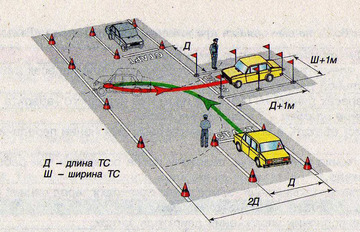 Д
Ш+1м
Д+1м
Д – длина ТС
Ш – ширина ТС
Д
2Д